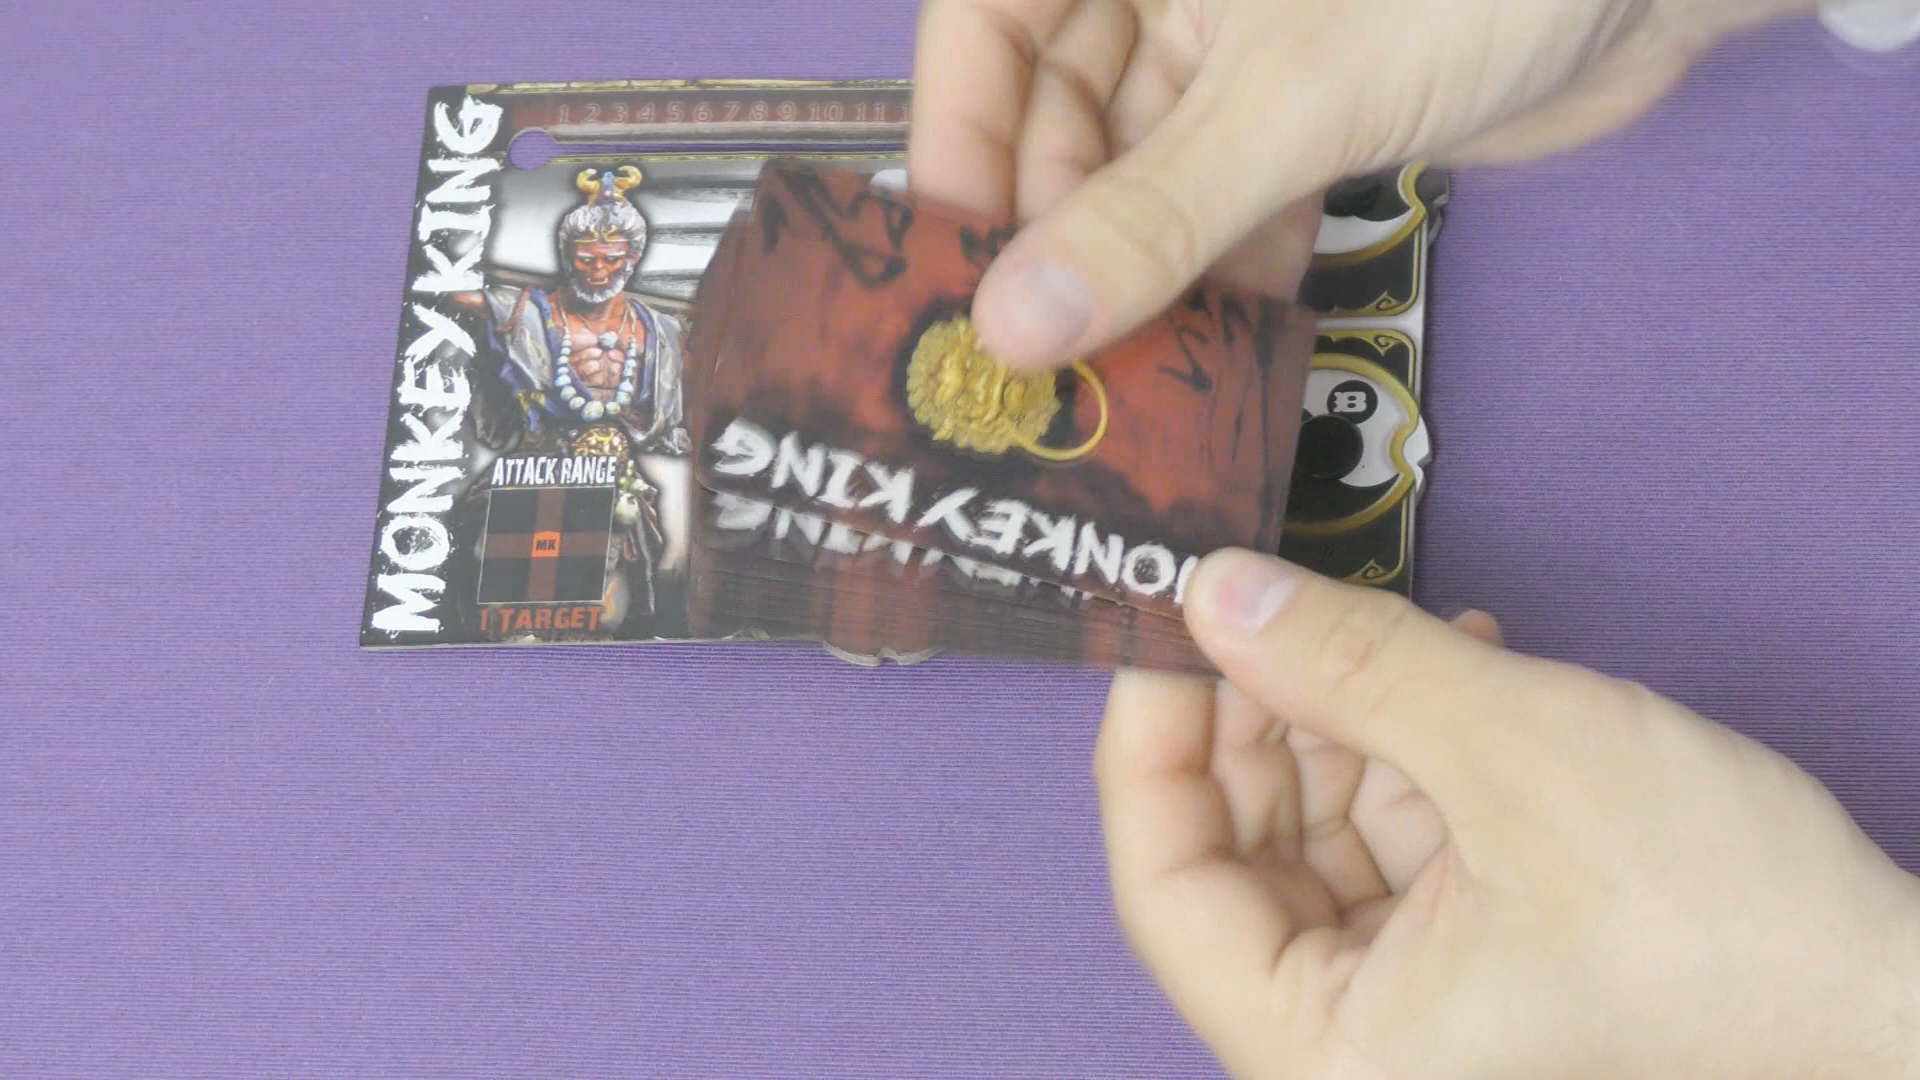 MONKEY KING
1 2 3 4 5 6 7 8 9 10 11
ATTACK RANGE
MK
1 TARGET
B
MONKEY KING